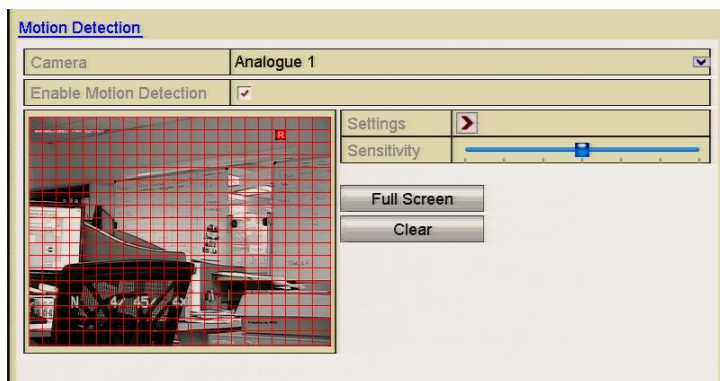 Motion Detection
Camera
Analogue 1
Enable Motion Detection
R
Settings
Sensitivity
Full Screen
Clear